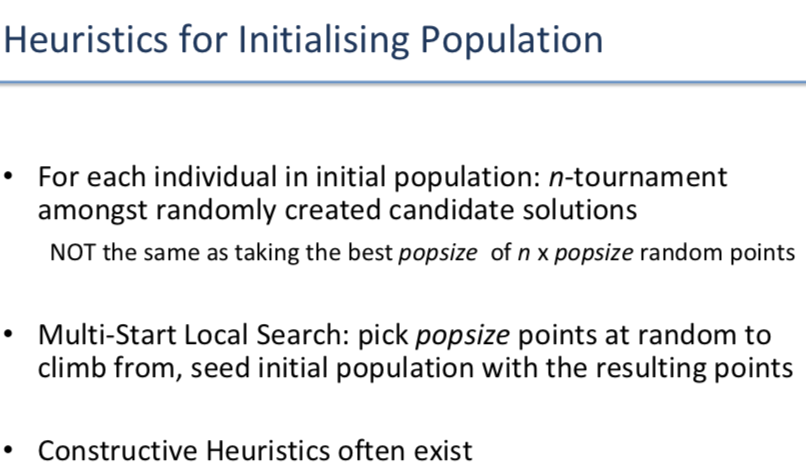 Heuristics for Initialising Population
• For each individual in initial population: n-tournament
amongst randomly created candidate solutions
NOT the same as taking the best popsize of n x popsize random points
• Multi-Start Local Search: pick popsize points at random to
climb from, seed initial population with the resulting points
• Constructive Heuristics often exist